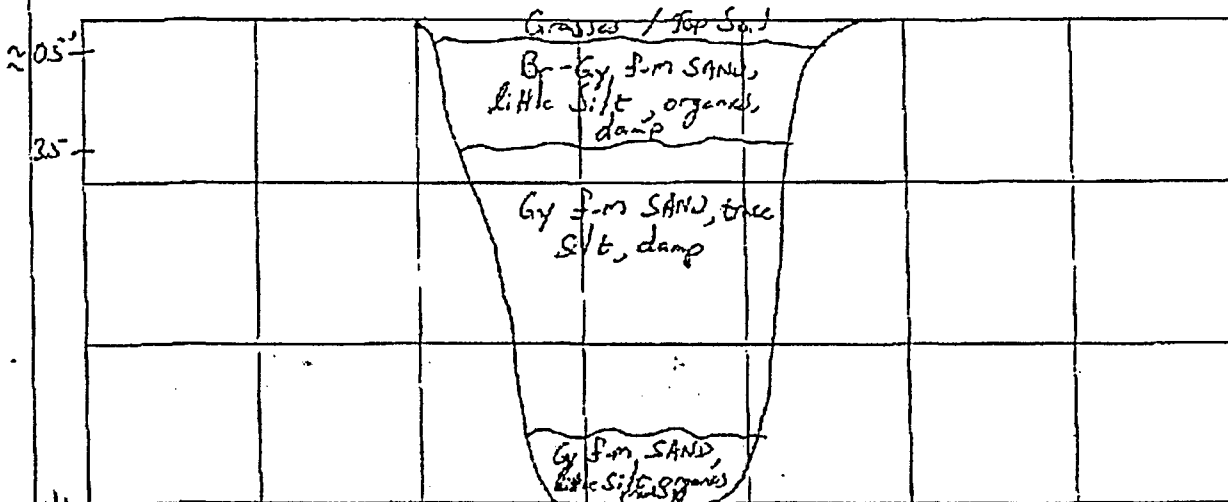 Grasses / Top Soil
≈ 0.5'
Br-Gy f-m SAND,
little Silt, organics,
damp
3.5
Gy f-m SAND, trace
Silt, damp
Gy f-m SAND,
little Silt, organics